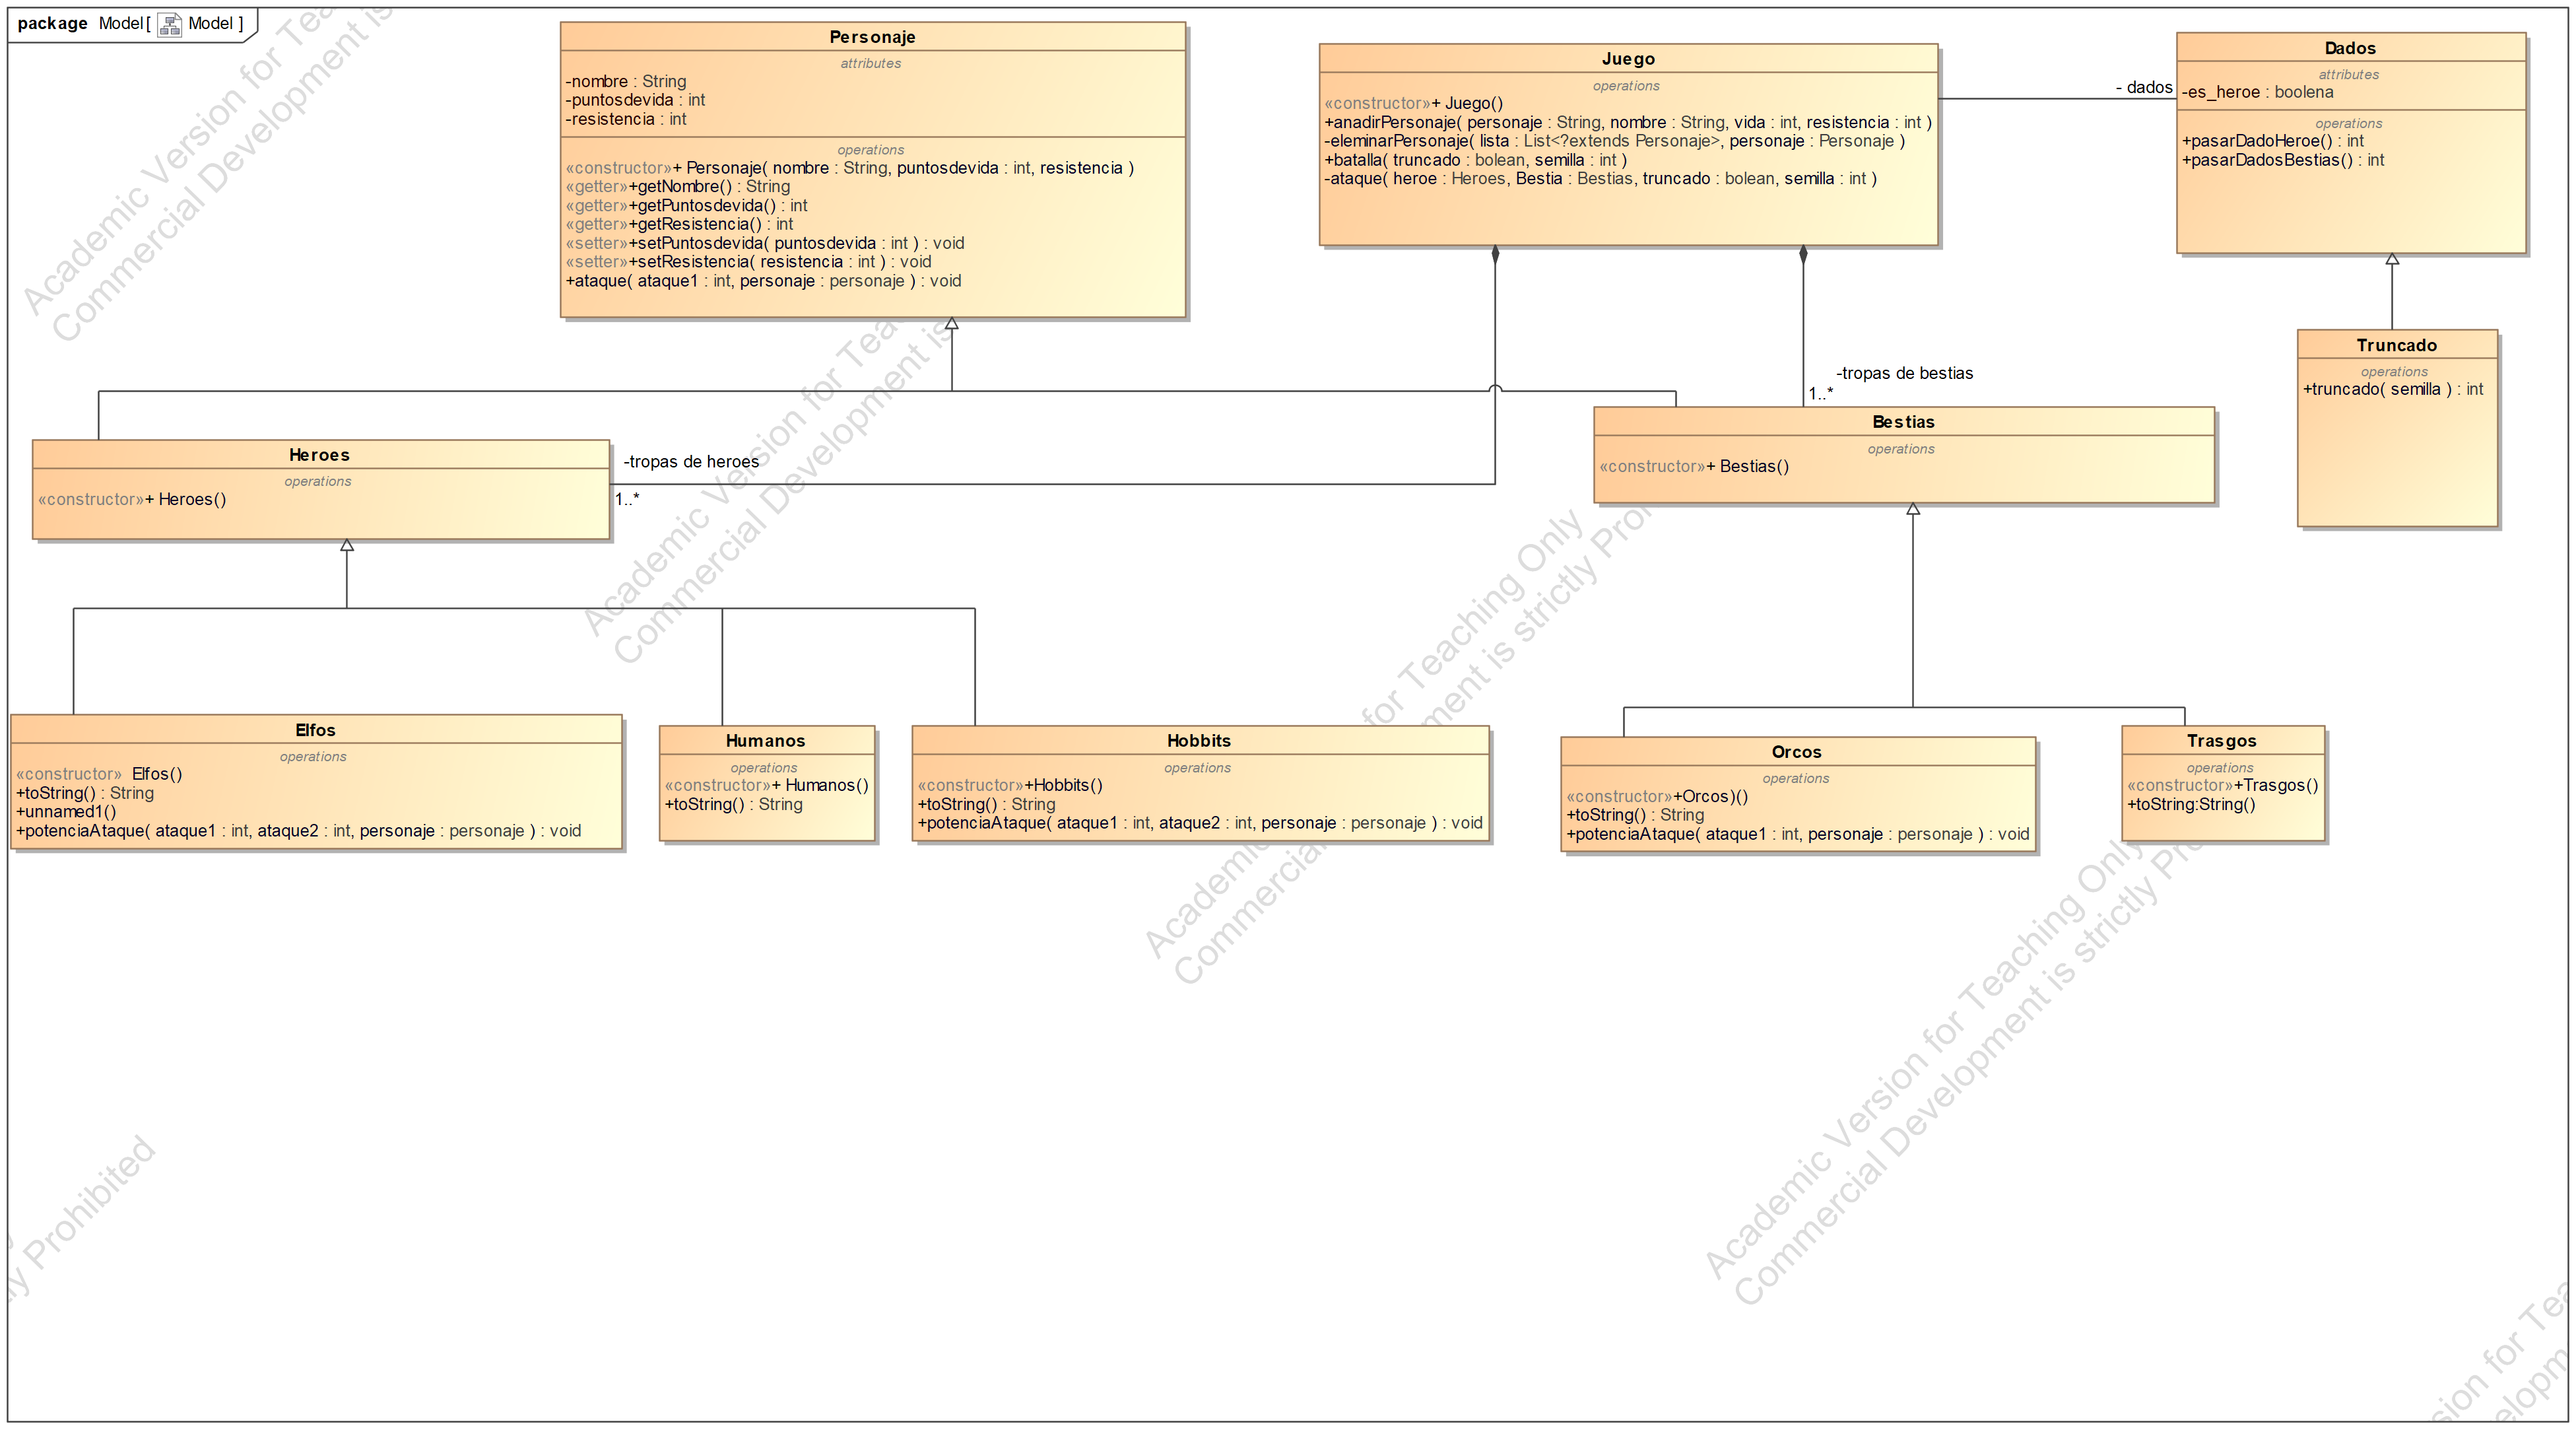 package Model[ Model ]
Personaje
attributes
-nombre : String
-puntosdevida : int
-resistencia : int
operations
«constructor»+ Personaje( nombre : String, puntosdevida : int, resistencia )
«getter»+getNombre() : String
«getter»+getPuntosdevida() : int
«getter»+getResistencia() : int
«setter»+setPuntosdevida( puntosdevida : int ) : void
«setter»+setResistencia( resistencia : int ) : void
+ataque( ataque1 : int, personaje : personaje ) : void
Juego
operations
«constructor»+ Juego()
+anadirPersonaje( personaje : String, nombre : String, vida : int, resistencia : int )
-eleminarPersonaje( lista : List<?extends Personaje>, personaje : Personaje )
+batalla( truncado : bolean, semilla : int )
-ataque( heroe : Heroes, Bestia : Bestias, truncado : bolean, semilla : int )
- dados
Dados
attributes
-es_heroe : boolena
operations
+pasarDadoHeroe() : int
+pasarDadosBestias() : int
Truncado
operations
+truncado( semilla ) : int
-tropas de bestias
1..*
Bestias
operations
«constructor»+ Bestias()
Heroes
operations
«constructor»+ Heroes()
-tropas de heroes
1..*
Elfos
operations
«constructor» Elfos()
+toString() : String
+unnamed1()
+potenciaAtaque( ataque1 : int, ataque2 : int, personaje : personaje ) : void
Humanos
operations
«constructor»+ Humanos()
+toString() : String
Hobbits
operations
«constructor»+Hobbits()
+toString() : String
+potenciaAtaque( ataque1 : int, ataque2 : int, personaje : personaje ) : void
Orcos
operations
«constructor»+Orcos)()
+toString() : String
+potenciaAtaque( ataque1 : int, personaje : personaje ) : void
Trasgos
operations
«constructor»+Trasgos()
+toString:String()
Academic Version for Teaching Only
Commercial Development is strictly Prohibited